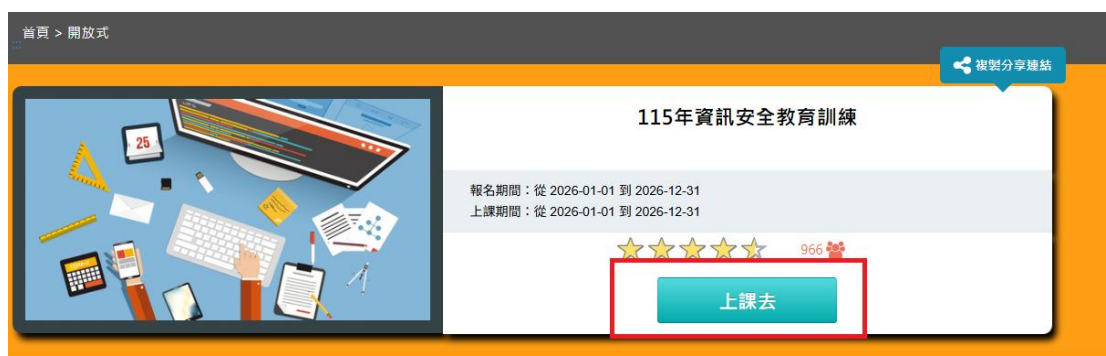 首頁 > 開放式
複製分享連結
115年資訊安全教育訓練
25
報名期間：從 2026-01-01 到 2026-12-31
上課期間：從 2026-01-01 到 2026-12-31
966
上課去